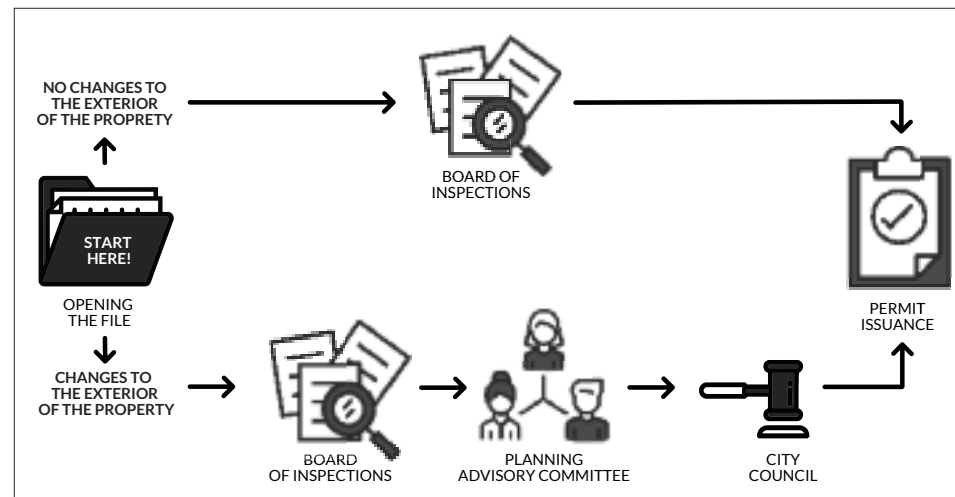 NO CHANGES TO
THE EXTERIOR
OF THE PROPRETY
BOARD OF
INSPECTIONS
START
HERE!
OPENING
THE FILE
PERMIT
ISSUANCE
CHANGES TO
THE EXTERIOR
OF THE PROPERTY
BOARD
OF INSPECTIONS
PLANNING
ADVISORY COMMITTEE
CITY
COUNCIL